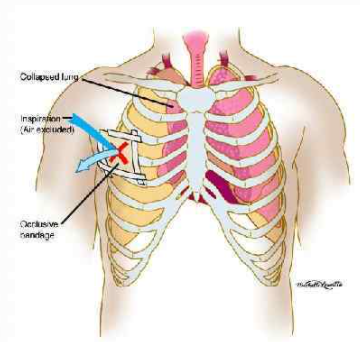 Collapsed lung
Inspiration
(Air excluded)
Occlusive
bandage